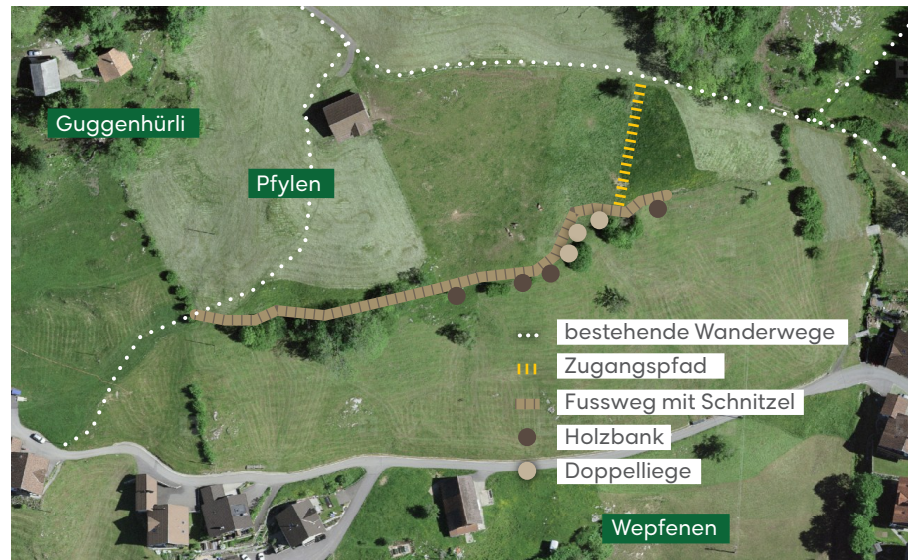 Guggenhürli
Pfylen
bestehende Wanderwege
Zugangspfad
Fussweg mit Schnitzel
Holzbank
Doppelliege
Wepfenen